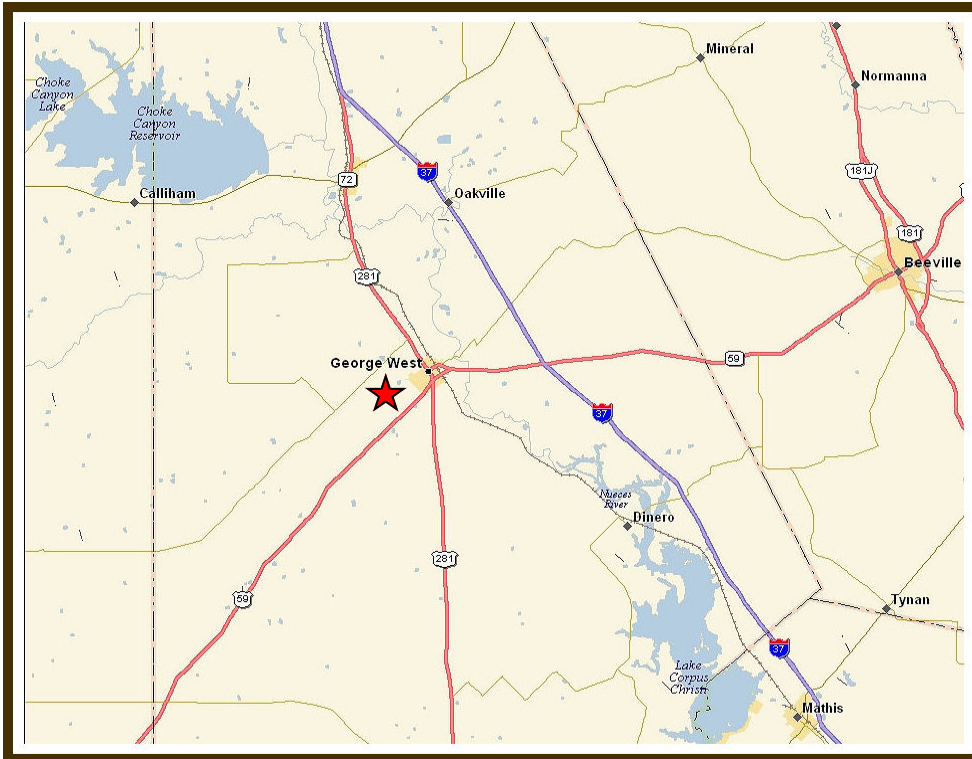 Mineral
Normanna
Choke
Canyon
Lake
Choke
Canyon
Reservoir
37
181J
72
Calliham
Oakville
181
Beeville
281
George West
59
37
Nueces
River
Dinero
281
59
Tynan
37
Lake
Corpus
Christi
Mathis